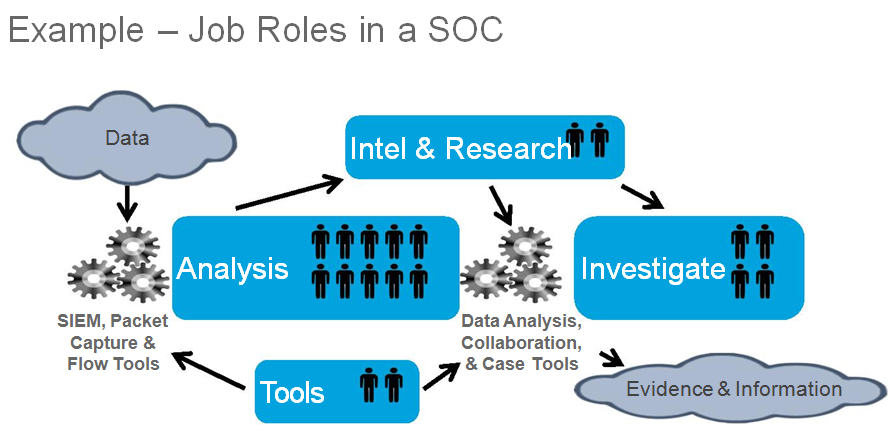 Example – Job Roles in a SOC
Data
Intel & Research
Analysis
Investigate
SIEM, Packet
Capture &
Flow Tools
Data Analysis,
Collaboration,
& Case Tools
Tools
Evidence & Information